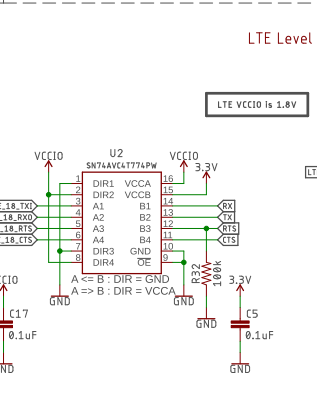 LTE Level
LTE VCCIO is 1.8V
LT
VCCIO
U2
SN74AVC4T774PW
VCCIO
3.3V
1 DIR1 VCCA 16
2 DIR2 VCCB 15
E_18_TXI 3 A1 B1 14 RX
_18_RXO 4 A2 B2 13 TX
_18_RTS 5 A3 B3 12 RTS
E_18_CTS 6 A4 B4 11 CTS
7 DIR3 GND 10
8 DIR4 OE 9
A <= B : DIR = GND
A => B : DIR = VCCA
GND
GND
R32
100k
GND
CCIO
C17
0.1uF
ND
3.3V
C5
0.1uF
GND